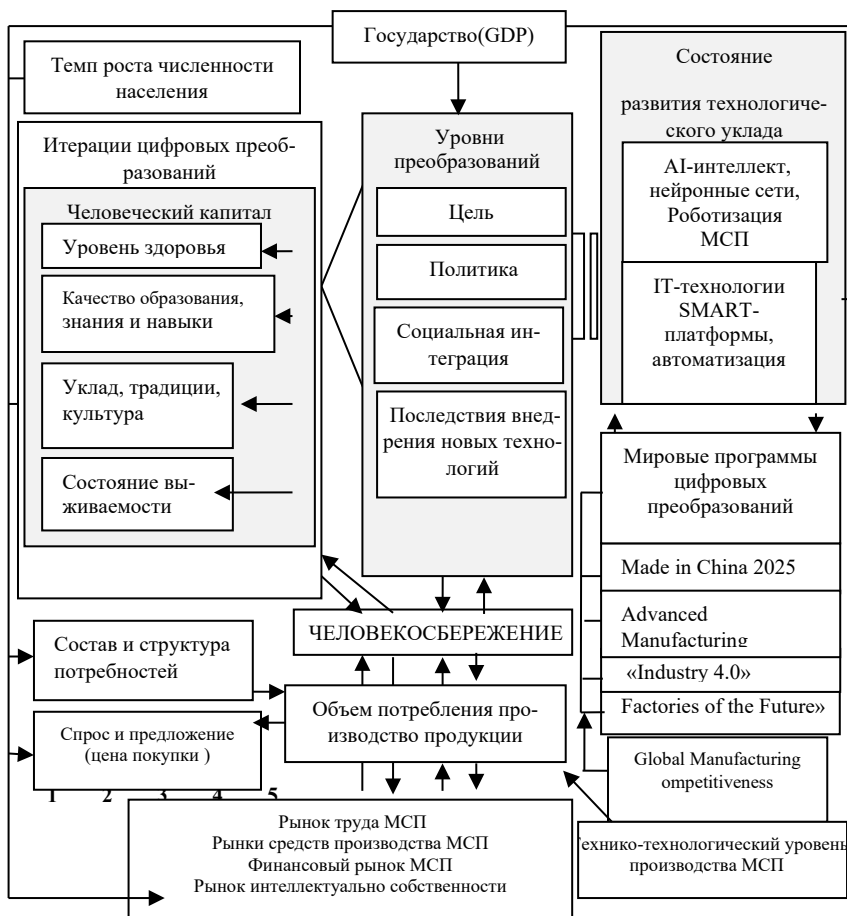 Государство(GDP)
Темп роста численности
населения
Итерации цифровых преоб-
разований
Человеческий капитал
Уровень здоровья
Качество образования,
знания и навыки
Уклад, традиции,
культура
Состояние вы-
живаемости
Уровни
преобразований
Цель
Политика
Социальная ин-
теграция
Последствия внед-
рения новых техно-
логий
Состояние
развития технологиче-
ского уклада
AI-интеллект,
нейронные сети,
Роботизация
МСП
IT-технологии
SMART-
платформы,
автоматизация
Мировые программы
цифровых
преобразований
Made in China 2025
Advanced
Manufacturing
«Industry 4.0»
Factories of the Future»
Global Manufacturing
ompetitiveness
ехнико-технологический уровень
производства МСП
ЧЕЛОВЕКОСБЕРЕЖЕНИЕ
Состав и структура
потребностей
Объем потребления про-
изводство продукции
Спрос и предложение
(цена покупки )
1 2 3 4 5
Рынок труда МСП
Рынки средств производства МСП
Финансовый рынок МСП
Рынок интеллектуально собственности